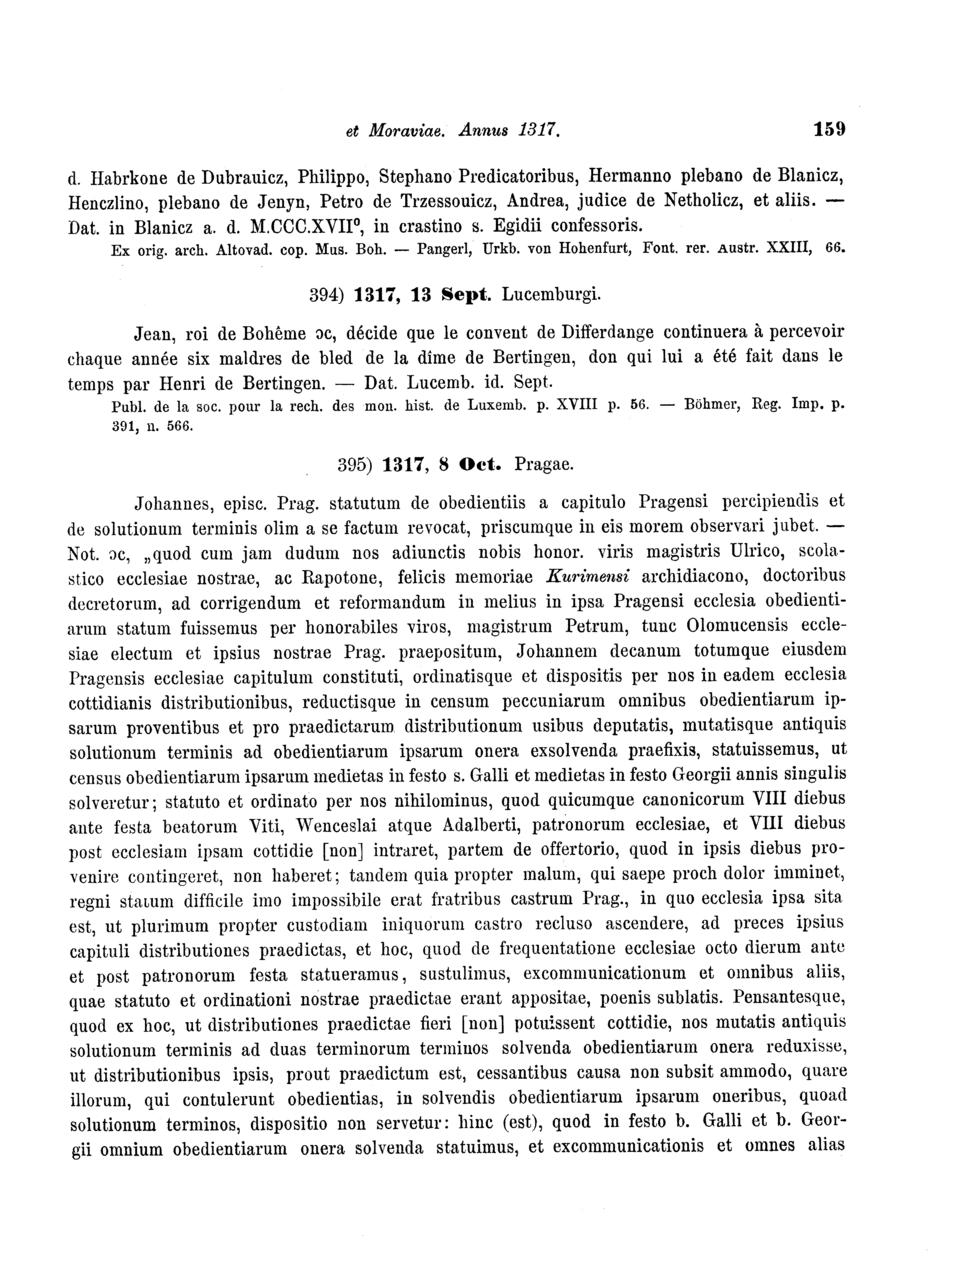 et Moraviae. Annus 1317. 159
d. Habrkone de Dubrauicz, Philippo, Stephano Predicatoribus, Hermanno plebano de Blanicz,
Henczlino, plebano de Jenyn, Petro de Trzessouicz, Andrea, judice de Netholicz, et aliis. —
Dat. in Blanicz a. d. M.CCC.XVII⁰, in crastino s. Egidii confessoris.
Ex orig. arch. Altovad. cop. Mus. Boh. — Pangerl, Urkb. von Hohenfurt, Font. rer. Austr. XXIII, 66.
394) 1317, 13 Sept. Lucemburgi.
Jean, roi de Bohême ɔc, décide que le convent de Differdange continuera à percevoir
chaque année six maldres de bled de la dîme de Bertingen, don qui lui a été fait dans le
temps par Henri de Bertingen. — Dat. Lucemb. id. Sept.
Publ. de la soc. pour la rech. des mon. hist. de Luxemb. p. XVIII p. 56. — Böhmer, Reg. Imp. p.
391, n. 566.
395) 1317, 8 Oct. Pragae.
Johannes, episc. Prag. statutum de obedientiis a capitulo Pragensi percipiendis et
de solutionum terminis olim a se factum revocat, priscumque in eis morem observari jubet. —
Not. ɔc, „quod cum jam dudum nos adiunctis nobis honor. viris magistris Ulrico, scola-
stico ecclesiae nostrae, ac Rapotone, felicis memoriae Kurimensi archidiacono, doctoribus
decretorum, ad corrigendum et reformandum in melius in ipsa Pragensi ecclesia obedienti-
arum statum fuissemus per honorabiles viros, magistrum Petrum, tunc Olomucensis eccle-
siae electum et ipsius nostrae Prag. praepositum, Johannem decanum totumque eiusdem
Pragensis ecclesiae capitulum constituti, ordinatisque et dispositis per nos in eadem ecclesia
cottidianis distributionibus, reductisque in censum peccuniarum omnibus obedientiarum ip-
sarum proventibus et pro praedictarum distributionum usibus deputatis, mutatisque antiquis
solutionum terminis ad obedientiarum ipsarum onera exsolvenda praefixis, statuissemus, ut
census obedientiarum ipsarum medietas in festo s. Galli et medietas in festo Georgii annis singulis
solveretur; statuto et ordinato per nos nihilominus, quod quicumque canonicorum VIII diebus
ante festa beatorum Viti, Wenceslai atque Adalberti, patronorum ecclesiae, et VIII diebus
post ecclesiam ipsam cottidie [non] intraret, partem de offertorio, quod in ipsis diebus pro-
venire contingeret, non haberet; tandem quia propter malum, qui saepe proch dolor imminet,
regni statum difficile imo impossibile erat fratribus castrum Prag., in quo ecclesia ipsa sita
est, ut plurimum propter custodiam iniquorum castro recluso ascendere, ad preces ipsius
capituli distributiones praedictas, et hoc, quod de frequentatione ecclesiae octo dierum ante
et post patronorum festa statueramus, sustulimus, excommunicationum et omnibus aliis,
quae statuto et ordinationi nostrae praedictae erant appositae, poenis sublatis. Pensantesque,
quod ex hoc, ut distributiones praedictae fieri [non] potuissent cottidie, nos mutatis antiquis
solutionum terminis ad duas terminorum terminos solvenda obedientiarum onera reduxisse,
ut distributionibus ipsis, prout praedictum est, cessantibus causa non subsit ammodo, quare
illorum, qui contulerunt obedientias, in solvendis obedientiarum ipsarum oneribus, quoad
solutionum terminos, dispositio non servetur: hinc (est), quod in festo b. Galli et b. Geor-
gii omnium obedientiarum onera solvenda statuimus, et excommunicationis et omnes alias